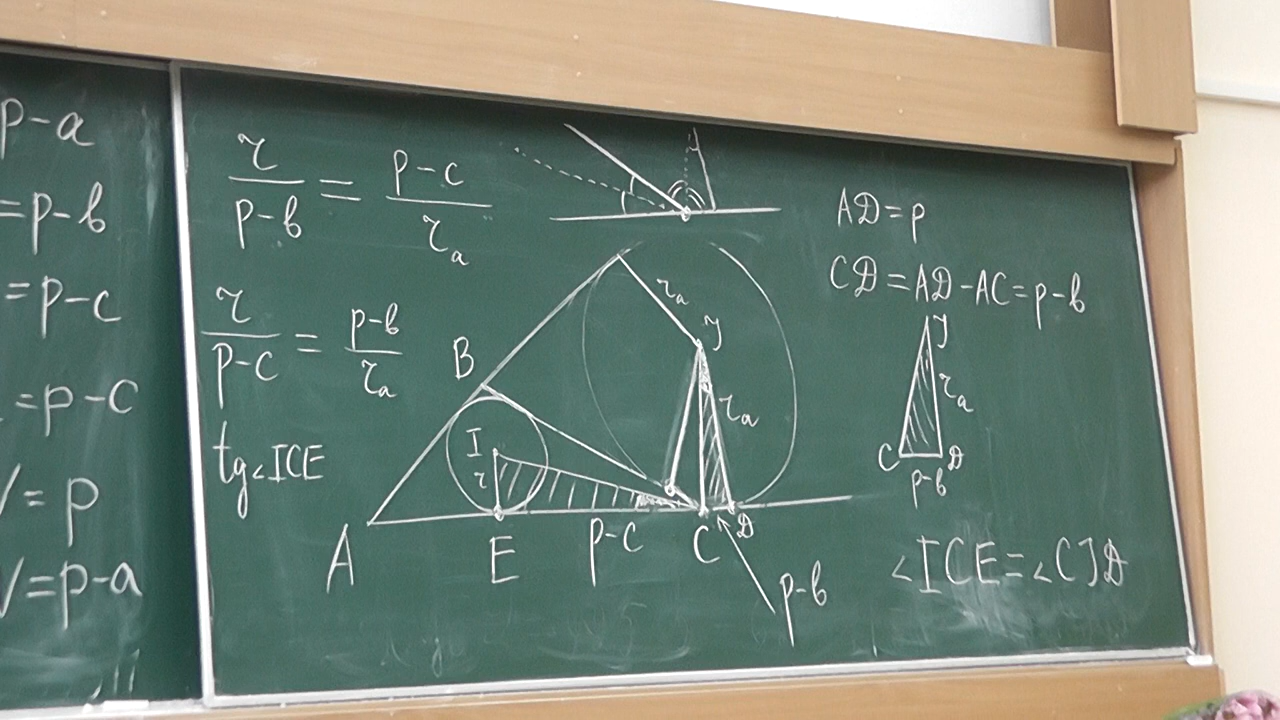 p-a
=p-b
=p-c
=p-c
=p
=p-a
r/(p-b) = (p-c)/r_a
r/(p-c) = (p-b)/r_a
tg∠ICE
r_a
J
B
r_a
I
r
A
E
p-c
C
D
p-b
AD=p
CD=AD-AC=p-b
J
r_a
C
D
p-b
∠ICE=∠CJD